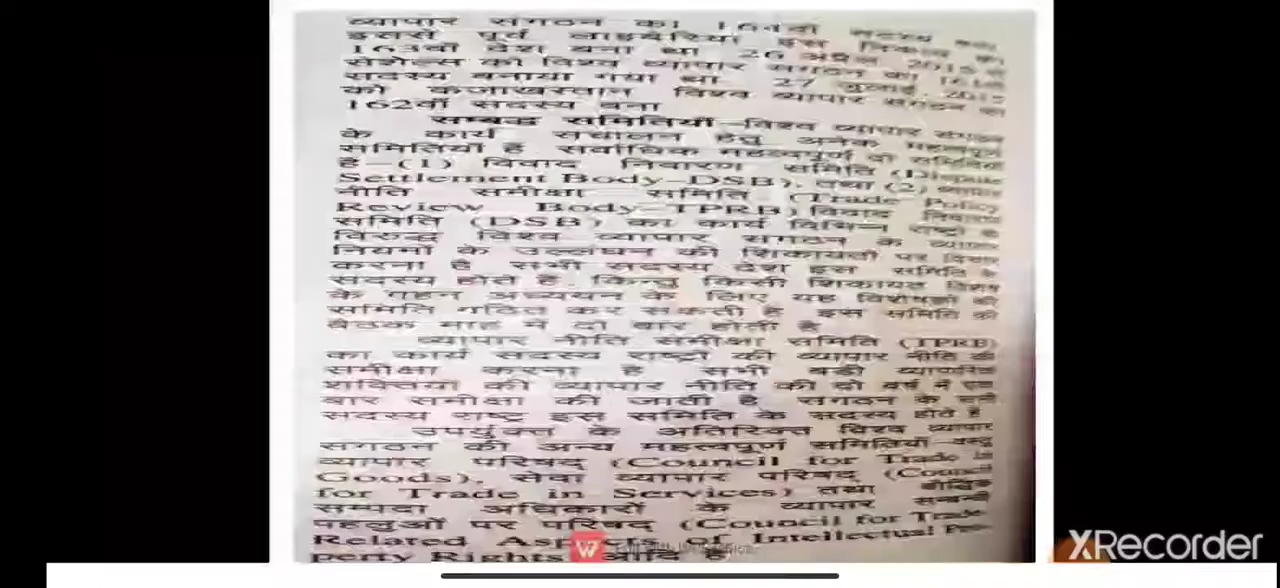 व्यापार संगठन का 164वाँ सदस्य
इससे पूर्व लाइबेरिया इस
163वाँ देश बना था 26 अप्रैल 2015 को
सेशेल्स को विश्व व्यापार संगठन का 161वाँ
सदस्य बनाया गया था. 27 जुलाई, 2015
को कजाखस्तान विश्व व्यापार संगठन का
162वाँ सदस्य बना
सम्बद्ध समितियाँ–विश्व व्यापार संगठन
के कार्य संचालन हेतु अनेक महत्वपूर्ण
समितियाँ हैं सर्वाधिक महत्वपूर्ण दो समितियाँ
हैं–(1) विवाद निवारण समिति (Dispute
Settlement Body–DSB), तथा (2) व्यापार
नीति समीक्षा समिति (Trade Policy
Review Body–TPRB) विवाद निवारण
समिति (DSB) का कार्य विभिन्न राष्ट्रों के
विरुद्ध विश्व व्यापार संगठन के व्यापार
नियमों के उल्लंघन की शिकायतों पर विचार
करना है सभी सदस्य देश इस समिति के
सदस्य होते हैं किन्तु किसी शिकायत विशेष
के गहन अध्ययन के लिए यह विशेषज्ञों की
समिति गठित कर सकती है इस समिति की
बैठक माह में दो बार होती है
व्यापार नीति समीक्षा समिति (TPRB)
का कार्य सदस्य राष्ट्रों की व्यापार नीति की
समीक्षा करना है सभी बड़ी व्यापारिक
शक्तियों की व्यापार नीति की दो वर्ष में एक
बार समीक्षा की जाती है संगठन के सभी
सदस्य राष्ट्र इस समिति के सदस्य होते हैं
उपर्युक्त के अतिरिक्त विश्व व्यापार
संगठन की अन्य महत्त्वपूर्ण समितियाँ–वस्तु
व्यापार परिषद् (Council for Trade in
Goods), सेवा व्यापार परिषद् (Council
for Trade in Services) तथा बौद्धिक
सम्पदा अधिकारों के व्यापार सम्बन्धी
पहलुओं पर परिषद् (Council for Trade
Related Aspects of Intellectual Pro-
perty Rights आदि हैं
XRecorder